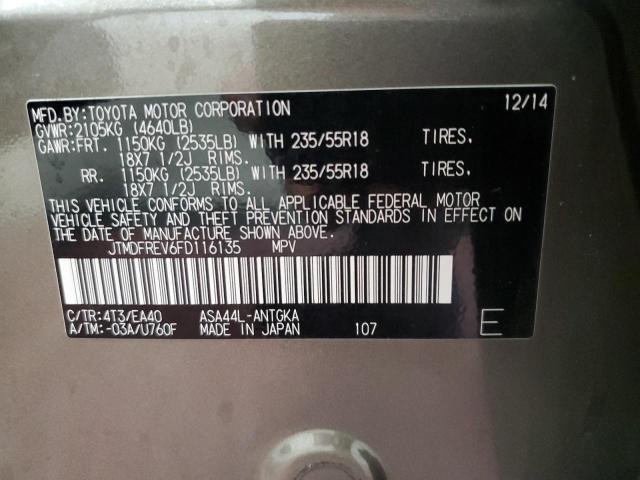 MFD.BY:TOYOTA MOTOR CORPORATION 12/14
GVWR:2105KG (4640LB)
GAWR:FRT. 1150KG (2535LB) WITH 235/55R18 TIRES.
18X7 1/2J RIMS.
RR. 1150KG (2535LB) WITH 235/55R18 TIRES.
18X7 1/2J RIMS.
THIS VEHICLE CONFORMS TO ALL APPLICABLE FEDERAL MOTOR
VEHICLE SAFETY AND THEFT PREVENTION STANDARDS IN EFFECT ON
THE DATE OF MANUFACTURE SHOWN ABOVE.
JTMDFREV6FD116135 MPV
C/TR:4T3/EA40 ASA44L-ANTGKA
A/TM:-03A/U760F MADE IN JAPAN 107 E